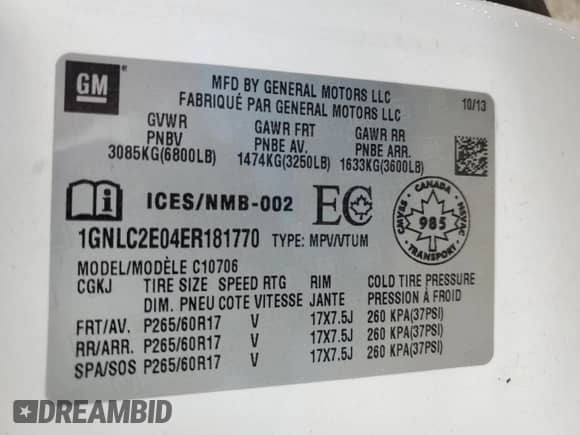 GM
MFD BY GENERAL MOTORS LLC
FABRIQUÉ PAR GENERAL MOTORS LLC
10/13
GVWR GAWR FRT GAWR RR
PNBV PNBE AV. PNBE ARR.
3085KG(6800LB) 1474KG(3250LB) 1633KG(3600LB)
ICES/NMB-002 EC
CANADA
CMVSS 985 NSVAC
TRANSPORT
1GNLC2E04ER181770 TYPE: MPV/VTUM
MODEL/MODÈLE C10706
CGKJ TIRE SIZE SPEED RTG RIM COLD TIRE PRESSURE
DIM. PNEU COTE VITESSE JANTE PRESSION À FROID
FRT/AV. P265/60R17 V 17X7.5J 260 KPA(37PSI)
RR/ARR. P265/60R17 V 17X7.5J 260 KPA(37PSI)
SPA/SOS P265/60R17 V 17X7.5J 260 KPA(37PSI)
DREAMBID